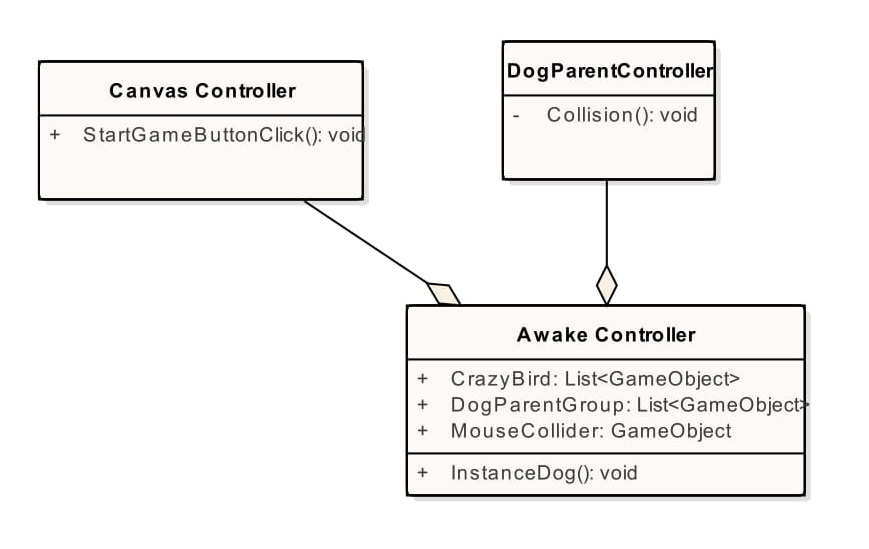 Canvas Controller
+ StartGameButtonClick(): void
DogParentController
- Collision(): void
Awake Controller
+ CrazyBird: List<GameObject>
+ DogParentGroup: List<GameObject>
+ MouseCollider: GameObject
+ InstanceDog(): void